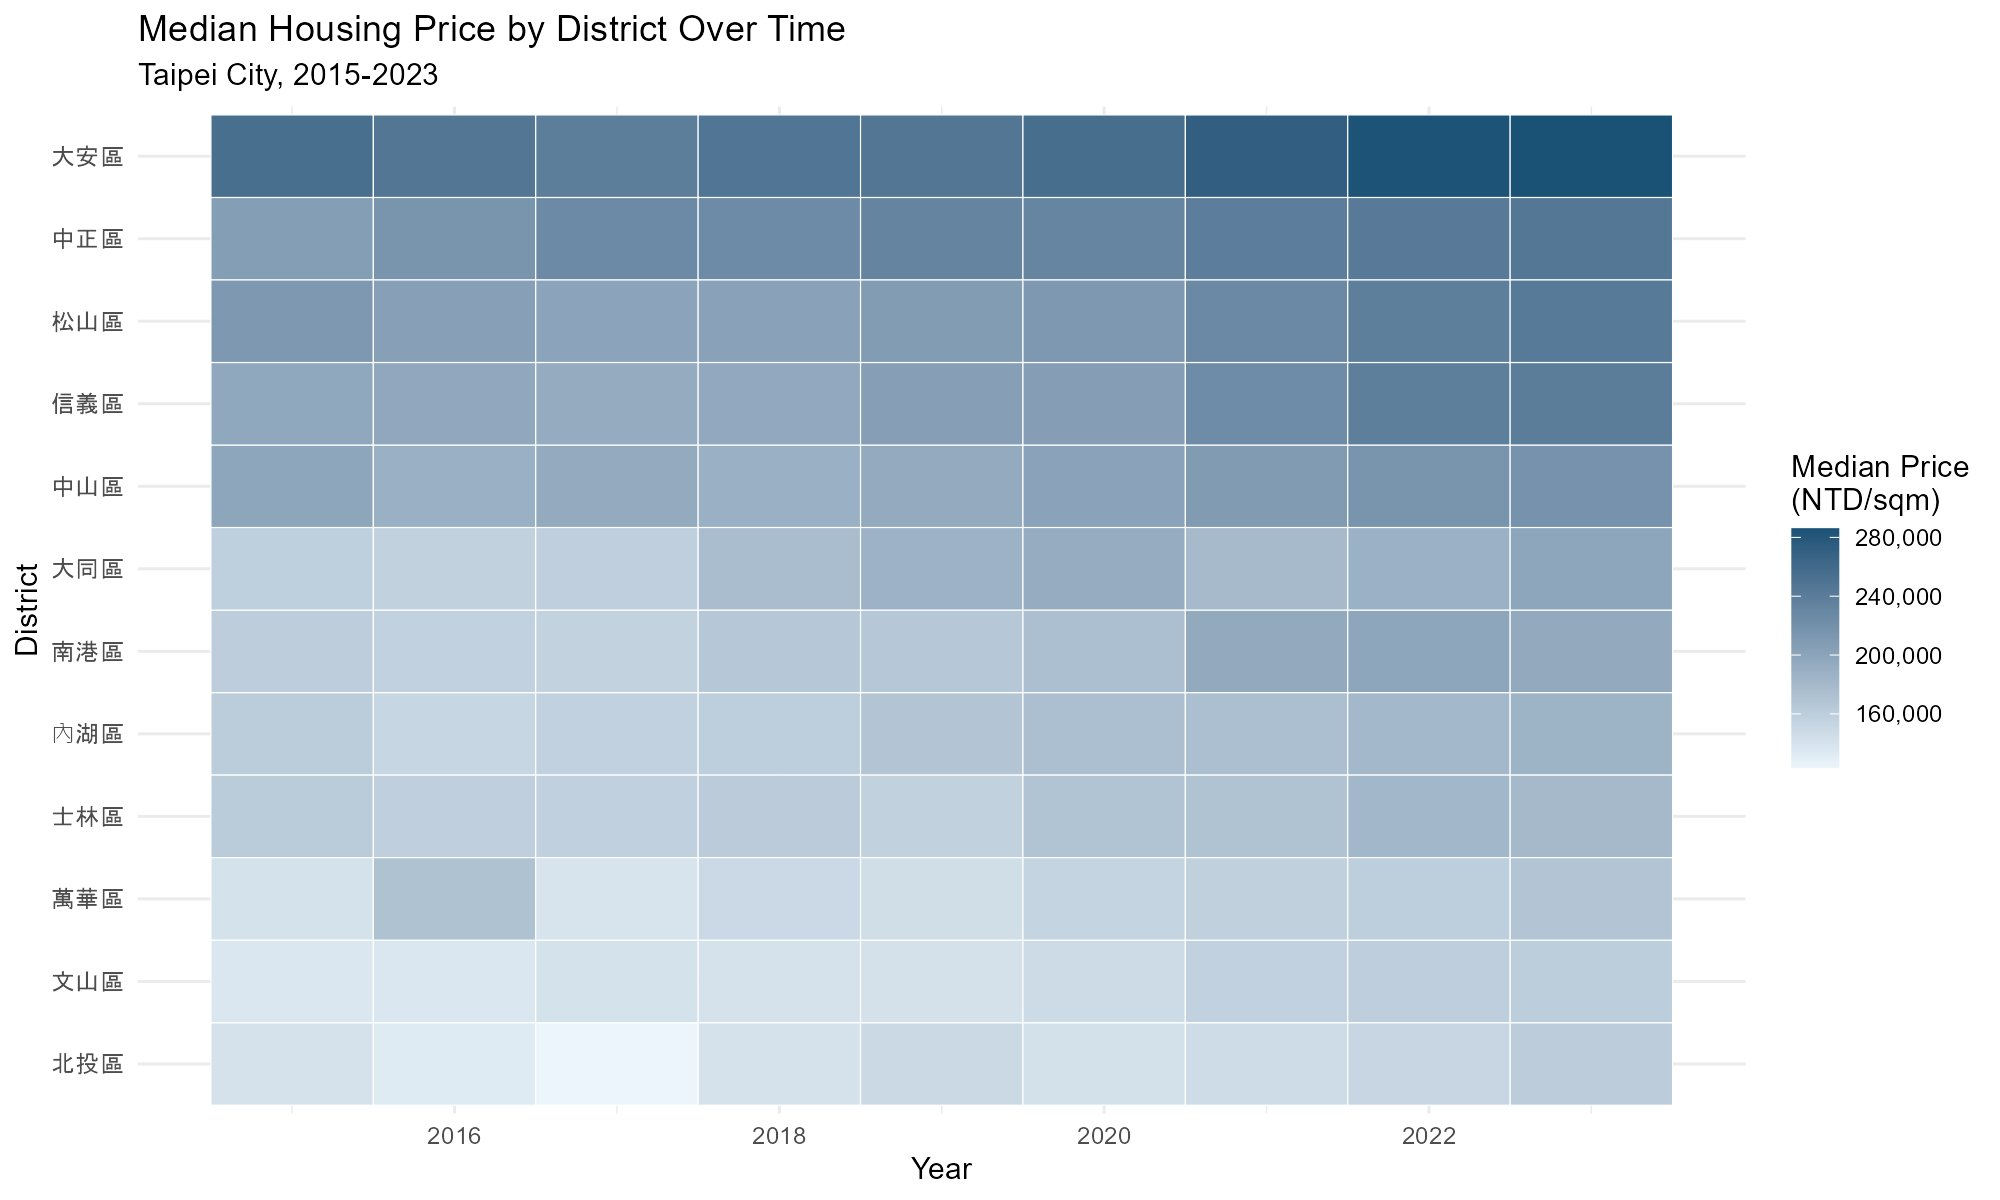 Median Housing Price by District Over Time
Taipei City, 2015-2023
大安區
中正區
松山區
信義區
中山區
大同區
南港區
內湖區
士林區
萬華區
文山區
北投區
District
2016
2018
2020
2022
Year
Median Price
(NTD/sqm)
280,000
240,000
200,000
160,000